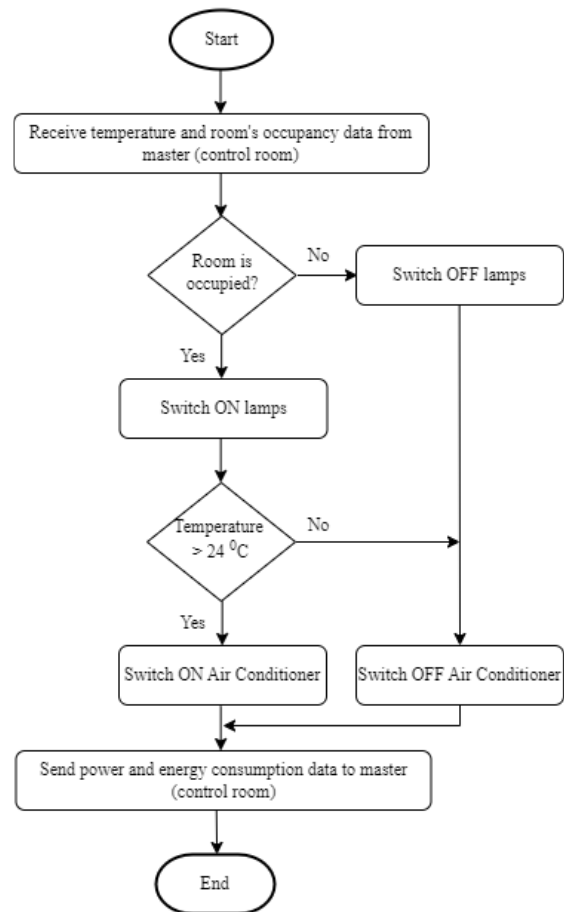 Start
Receive temperature and room's occupancy data from
master (control room)
Room is
occupied?
No
Switch OFF lamps
Yes
Switch ON lamps
Temperature
> 24 ⁰C
No
Yes
Switch ON Air Conditioner
Switch OFF Air Conditioner
Send power and energy consumption data to master
(control room)
End